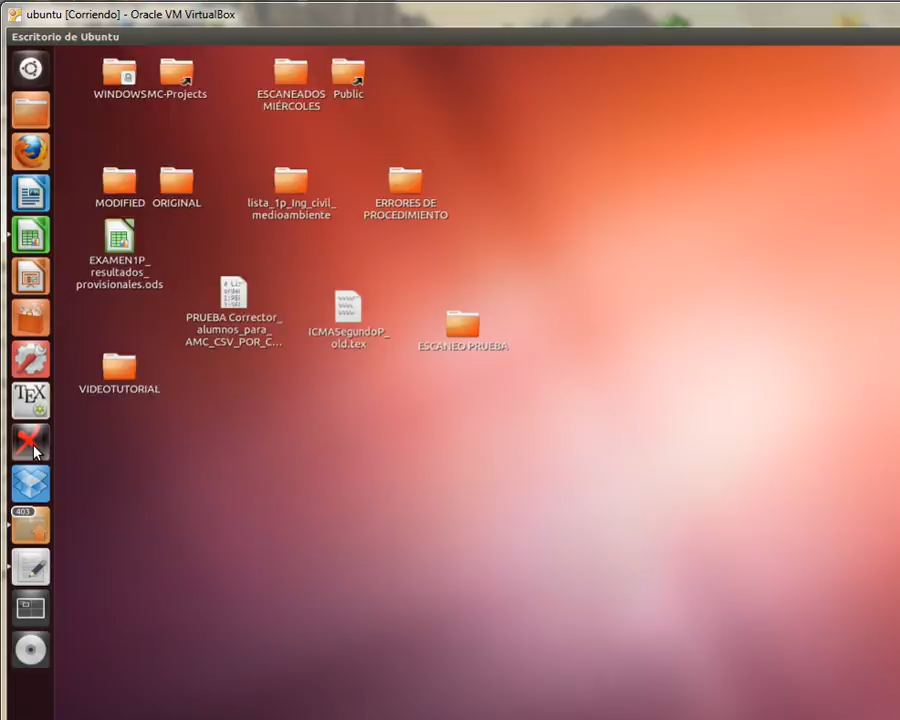 ubuntu [Corriendo] - Oracle VM VirtualBox
Escritorio de Ubuntu
WINDOWS
MC-Projects
ESCANEADOS
MIÉRCOLES
Public
MODIFIED
ORIGINAL
lista_1p_Ing_civil_
medioambiente
ERRORES DE
PROCEDIMIENTO
EXAMEN1P_
resultados_
provisionales.ods
PRUEBA Corrector_
alumnos_para_
AMC_CSV_POR_C...
ICMASegundoP_
old.tex
ESCANEO PRUEBA
VIDEOTUTORIAL
TEX
403